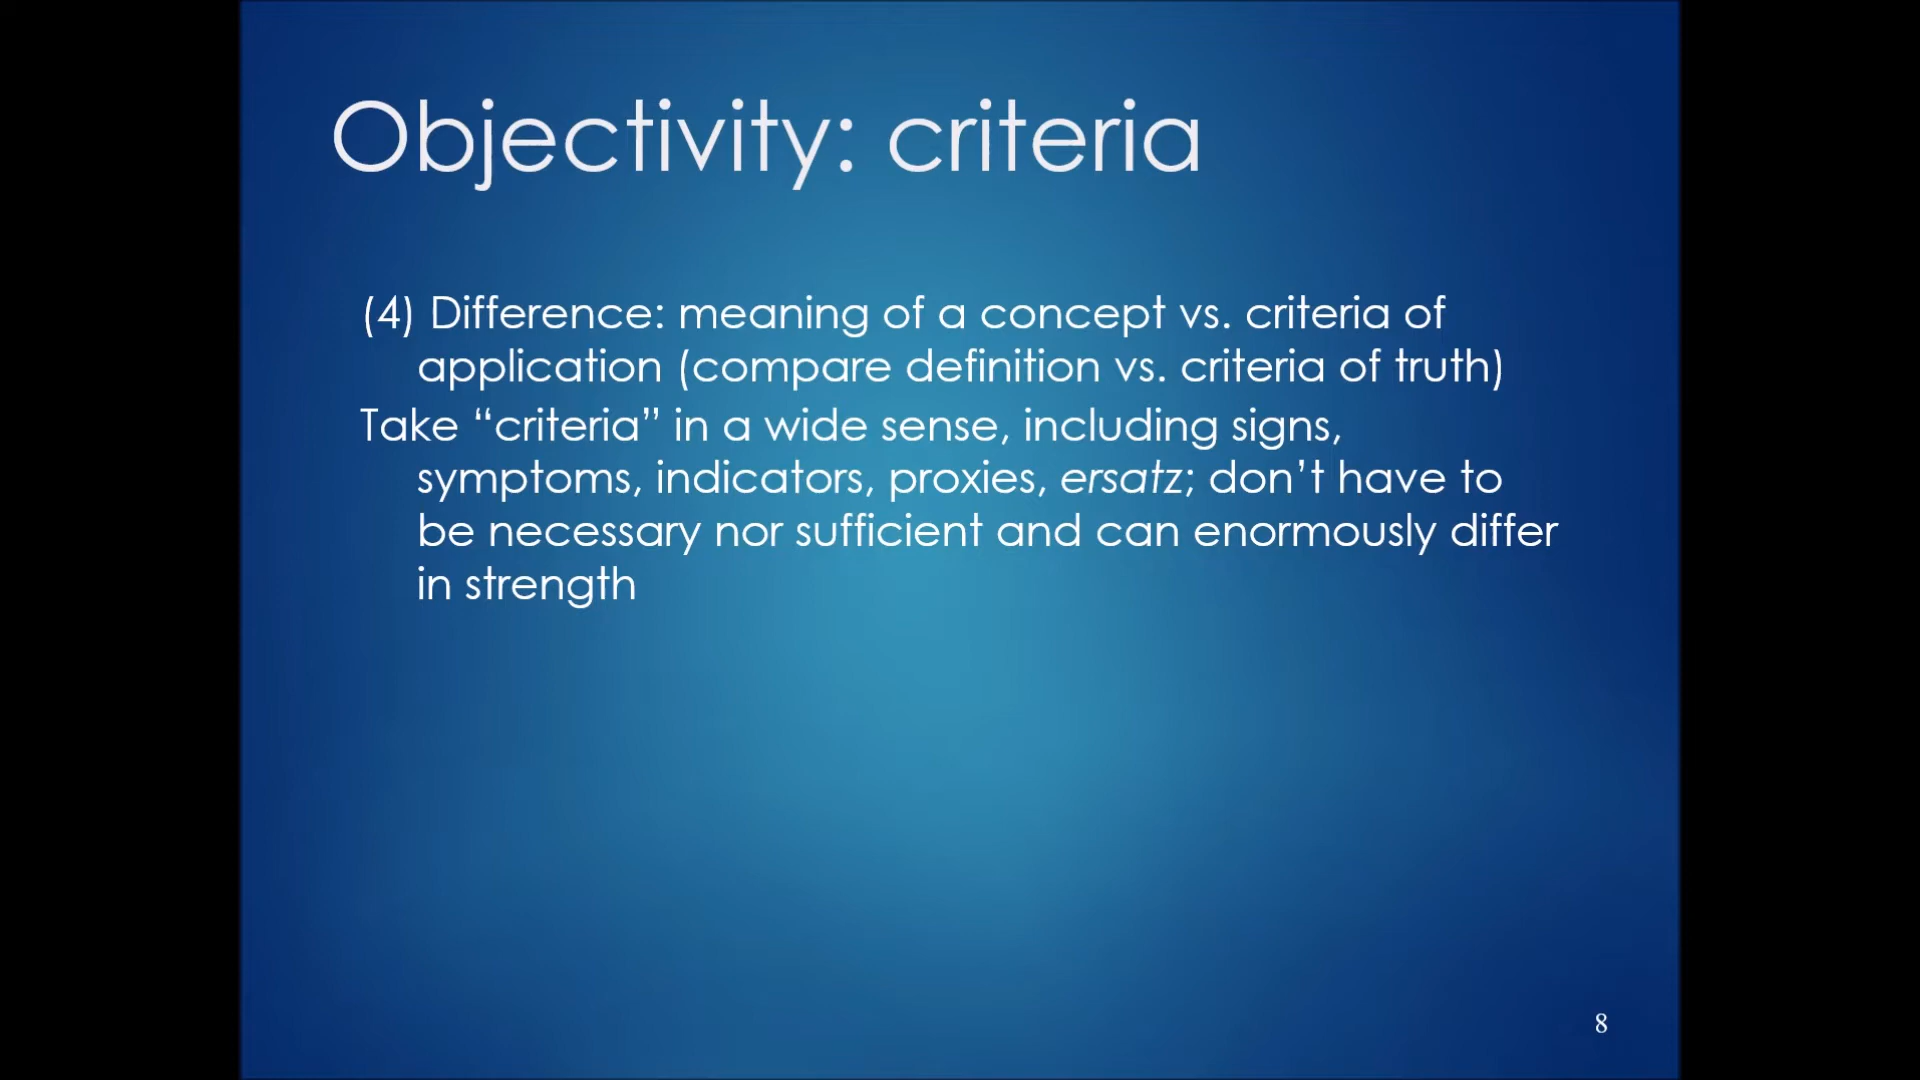 Objectivity: criteria
(4) Difference: meaning of a concept vs. criteria of
application (compare definition vs. criteria of truth)
Take “criteria” in a wide sense, including signs,
symptoms, indicators, proxies, ersatz; don’t have to
be necessary nor sufficient and can enormously differ
in strength
8